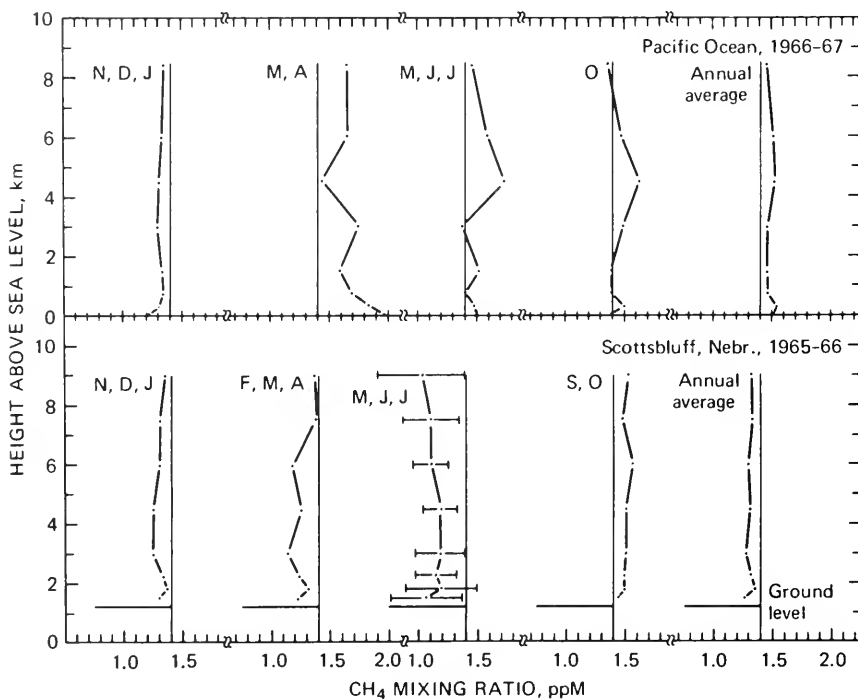 10
Pacific Ocean, 1966-67
8
N, D, J
M, A
M, J, J
O
Annual
average
6
4
2
0
HEIGHT ABOVE SEA LEVEL, km
10
Scottsbluff, Nebr., 1965-66
8
N, D, J
F, M, A
M, J, J
S, O
Annual
average
6
4
2
Ground
level
0
1.0 1.5 1.0 1.5 2.0 1.0 1.5 1.0 1.5 1.0 1.5
CH₄ MIXING RATIO, ppM